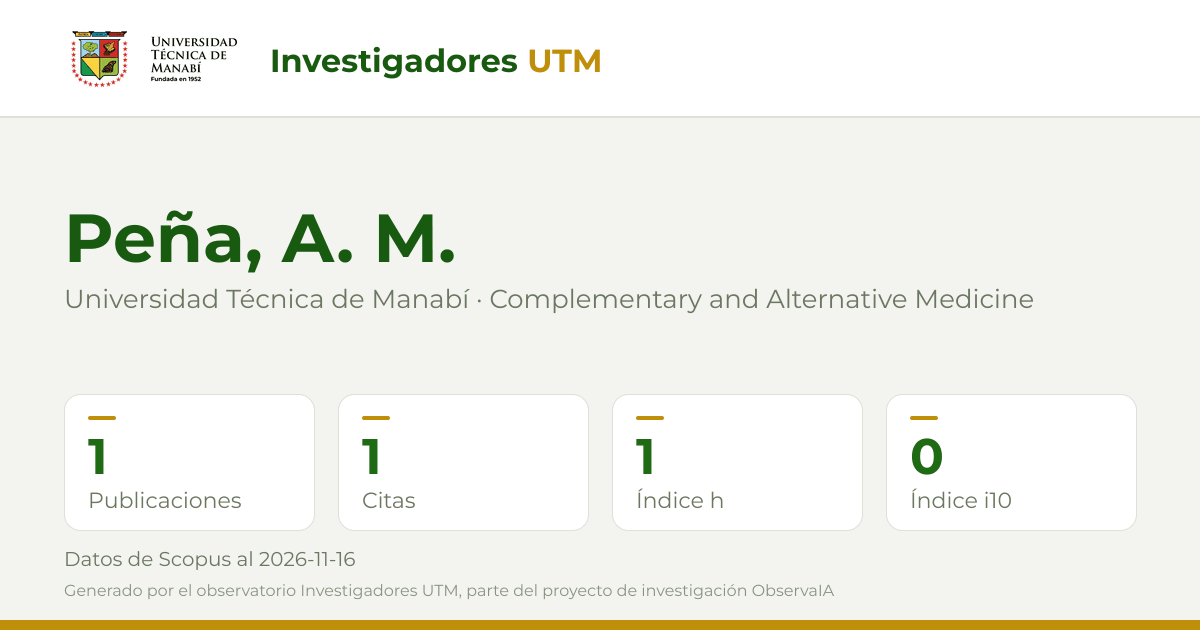 UNIVERSIDAD
TÉCNICA DE
MANABÍ
Fundada en 1952
Investigadores UTM
Peña, A. M.
Universidad Técnica de Manabí · Complementary and Alternative Medicine
1
Publicaciones
1
Citas
1
Índice h
0
Índice i10
Datos de Scopus al 2026-11-16
Generado por el observatorio Investigadores UTM, parte del proyecto de investigación ObservaIA